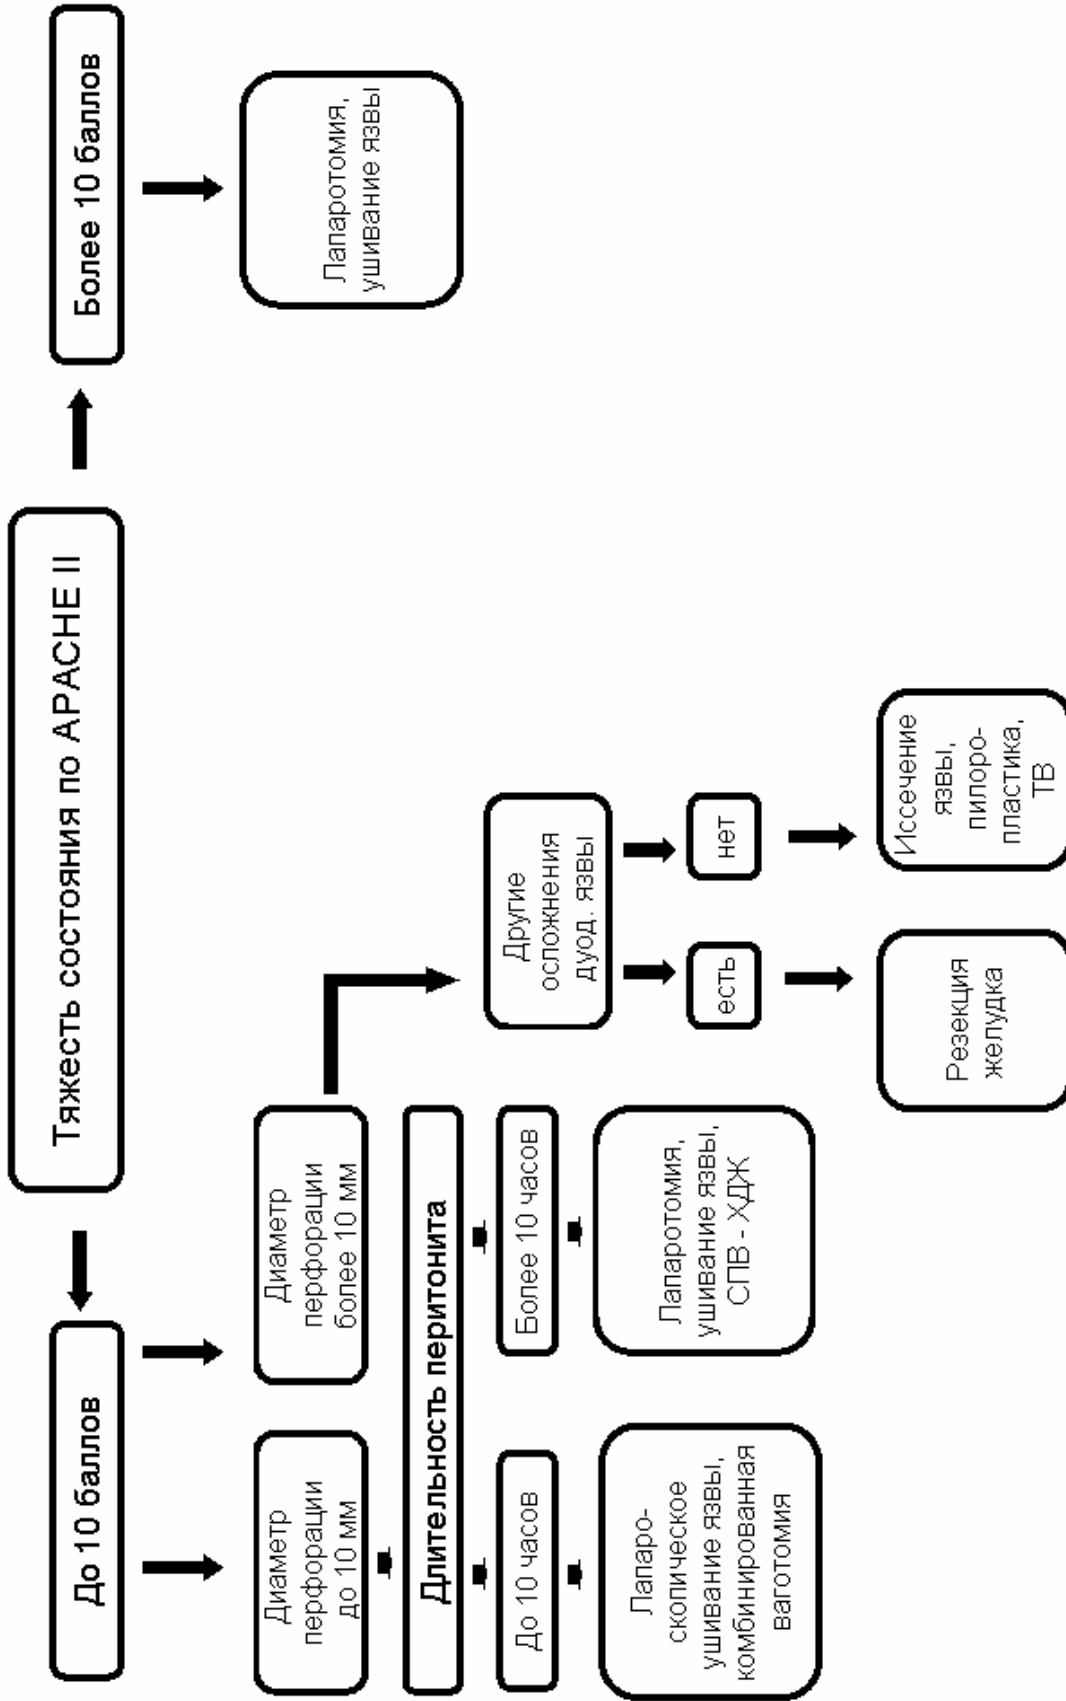 Тяжесть состояния по APACHE II
До 10 баллов
Более 10 баллов
Диаметр
перфорации
до 10 мм
Диаметр
перфорации
более 10 мм
Лапаротомия,
ушивание язвы
Длительность перитонита
До 10 часов
Более 10 часов
Другие
осложнения
дуод. язвы
есть
нет
Лапаро-
скопическое
ушивание язвы,
комбинированная
ваготомия
Лапаротомия,
ушивание язвы,
СПВ - ХДЖ
Резекция
желудка
Иссечение
язвы,
пилоро-
пластика,
ТВ